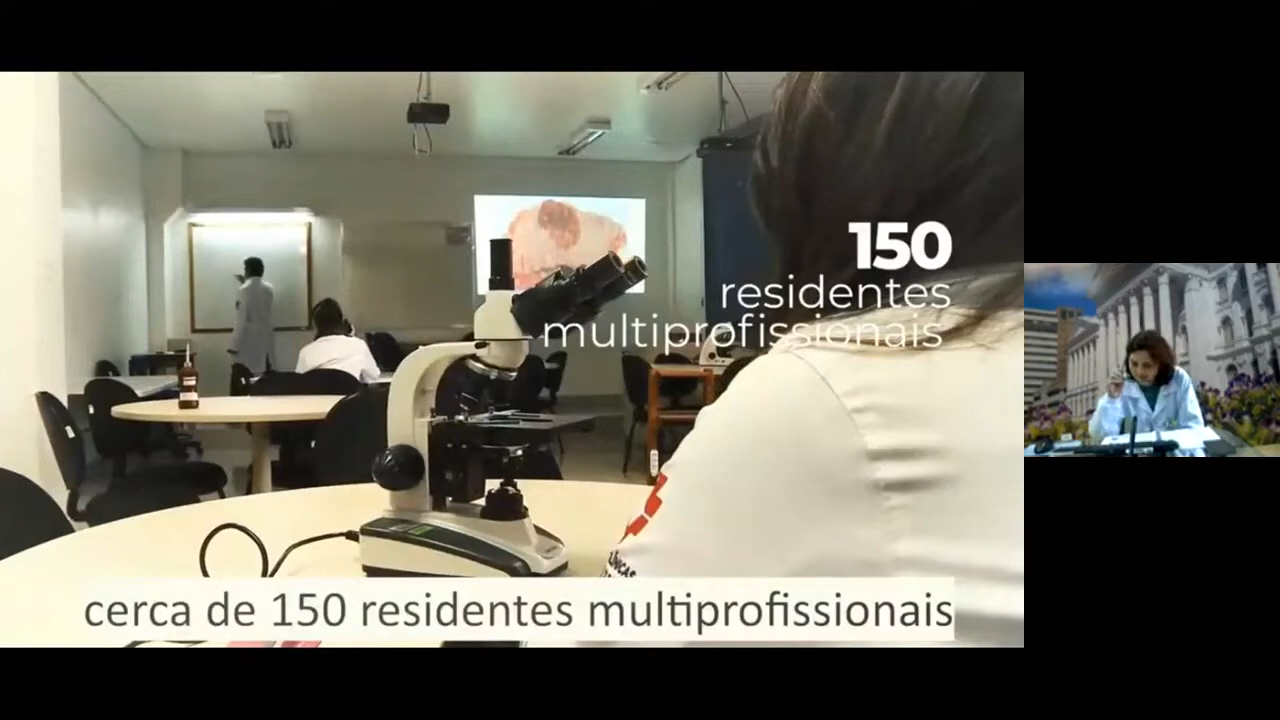 150
residentes
multiprofissionais
cerca de 150 residentes multiprofissionais